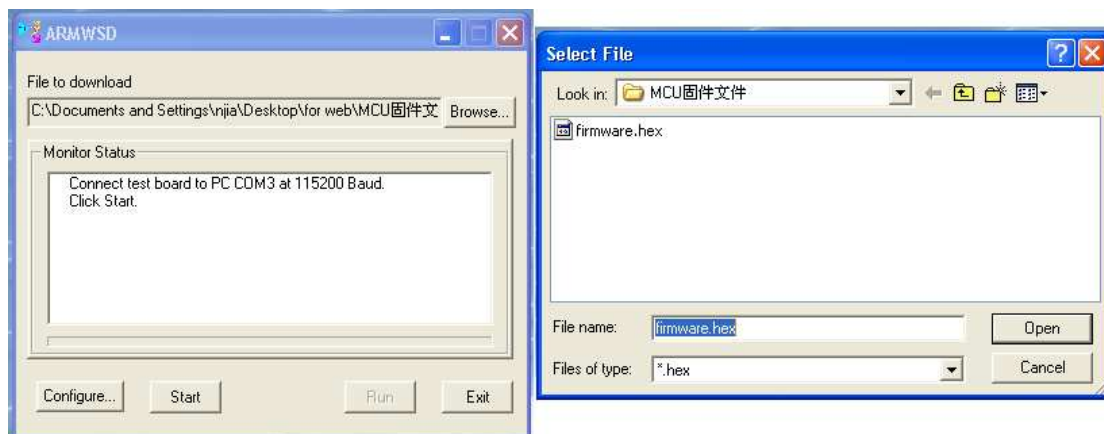 ARMWSD
File to download
C:\Documents and Settings\njia\Desktop\for web\MCU固件文
Browse...
Monitor Status
Connect test board to PC COM3 at 115200 Baud.
Click Start.
Configure...
Start
Run
Exit
Select File
Look in: MCU固件文件
firmware.hex
File name: firmware.hex
Open
Files of type: *.hex
Cancel